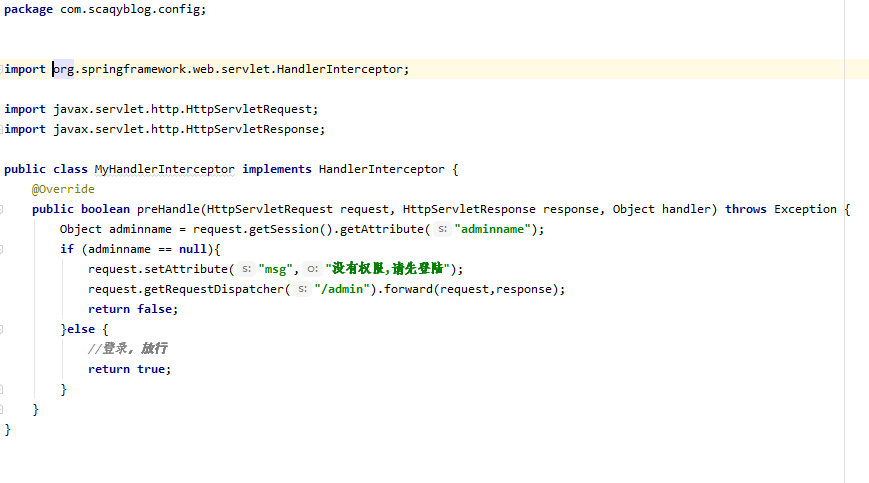 package com.scaqyblog.config;
import org.springframework.web.servlet.HandlerInterceptor;
import javax.servlet.http.HttpServletRequest;
import javax.servlet.http.HttpServletResponse;
public class MyHandlerInterceptor implements HandlerInterceptor {
@Override
public boolean preHandle(HttpServletRequest request, HttpServletResponse response, Object handler) throws Exception {
Object adminname = request.getSession().getAttribute( s: "adminname");
if (adminname == null){
request.setAttribute( s: "msg", o: "没有权限,请先登陆");
request.getRequestDispatcher( s: "/admin").forward(request,response);
return false;
}else {
//登录，放行
return true;
}
}
}